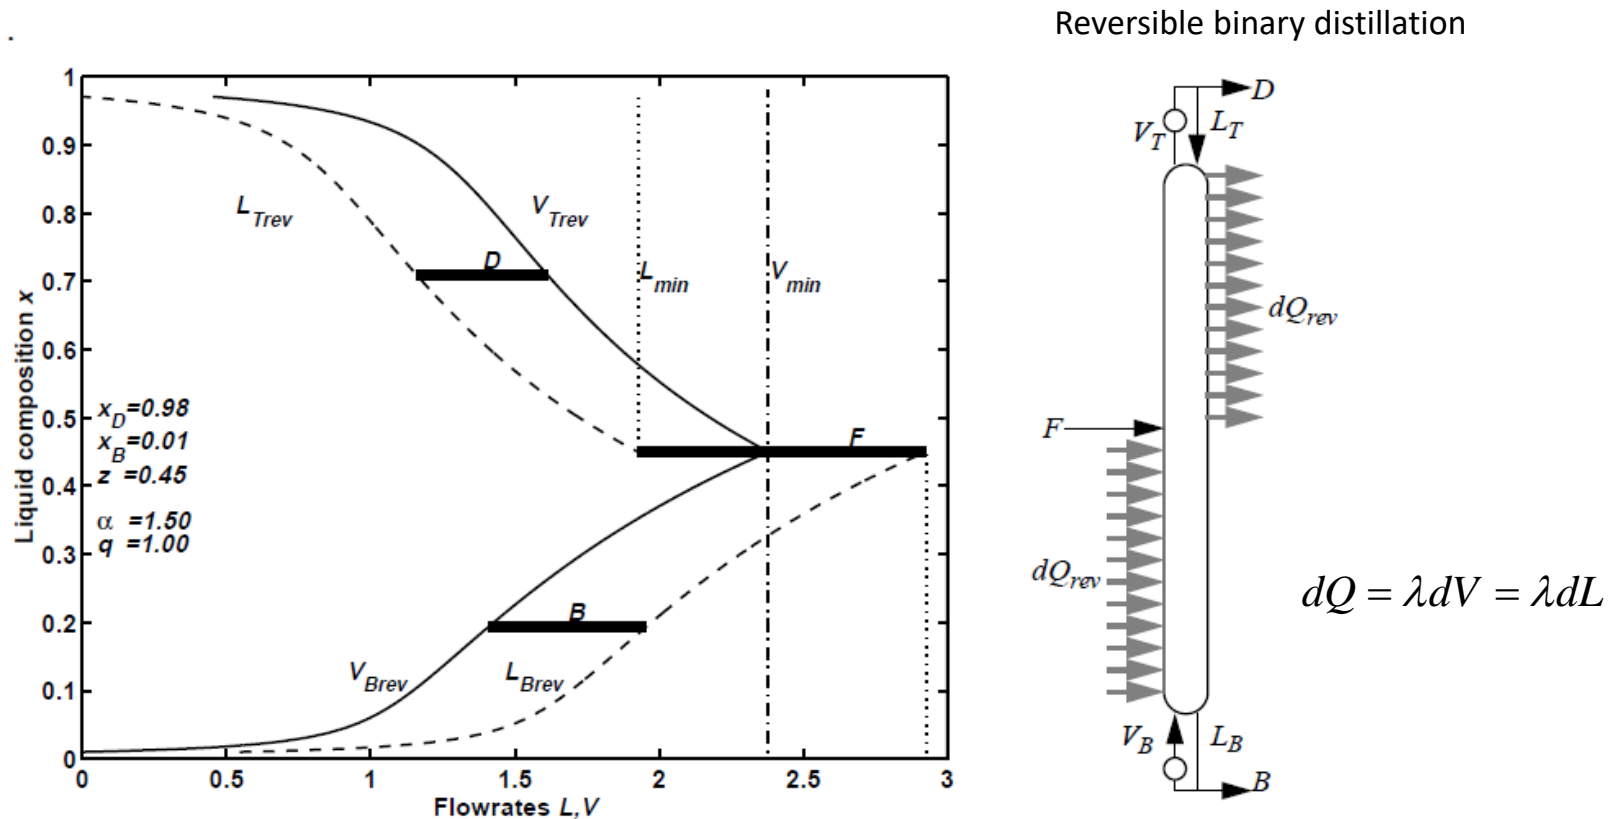 Reversible binary distillation
.
1
0.9
0.8
0.7
0.6
0.5
0.4
0.3
0.2
0.1
0
0
0.5
1
1.5
2
2.5
3
Liquid composition x
Flowrates L,V
L_Trev
V_Trev
D
L_min
V_min
F
x_D=0.98
x_B=0.01
z =0.45
α =1.50
q =1.00
B
V_Brev
L_Brev
D
V_T
L_T
dQ_rev
F
dQ_rev
dQ = λdV = λdL
V_B
L_B
B